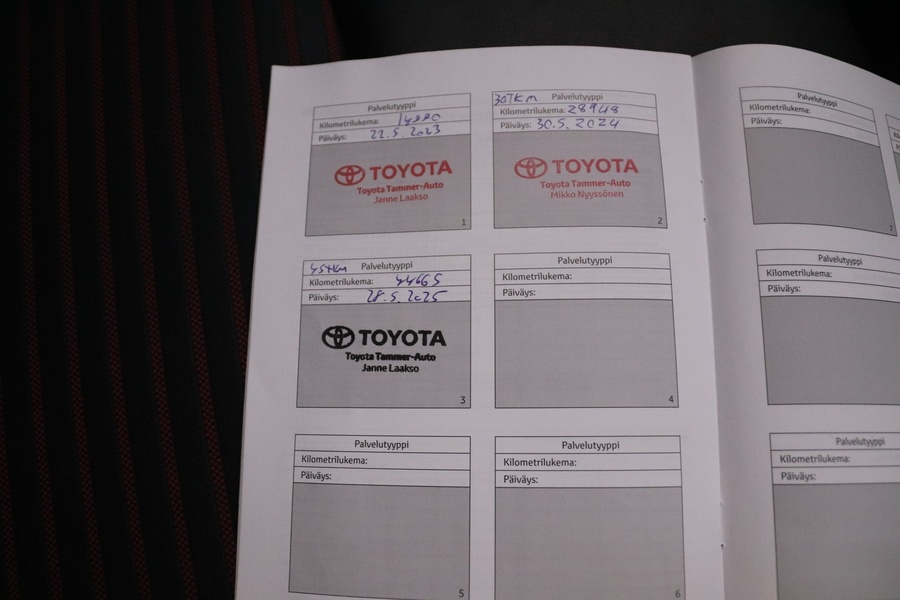 Palvelutyyppi
Kilometrilukema:
Päiväys: 22.5 2023
TOYOTA
Toyota Tammer-Auto
Janne Laakso
1
30TKM Palvelutyyppi
Kilometrilukema: 28948
Päiväys: 30.5.2024
TOYOTA
Toyota Tammer-Auto
Mikko Nyyssönen
2
Palvelutyyppi
Kilometrilukema:
Päiväys:
7
45tkm Palvelutyyppi
Kilometrilukema: 44665
Päiväys: 28.5.2025
TOYOTA
Toyota Tammer-Auto
Janne Laakso
3
Palvelutyyppi
Kilometrilukema:
Päiväys:
4
Palvelutyyppi
Kilometrilukema:
Päiväys:
Palvelutyyppi
Kilometrilukema:
Päiväys:
5
Palvelutyyppi
Kilometrilukema:
Päiväys:
6
Palvelutyyppi
Kilometrilukema:
Päiväys: